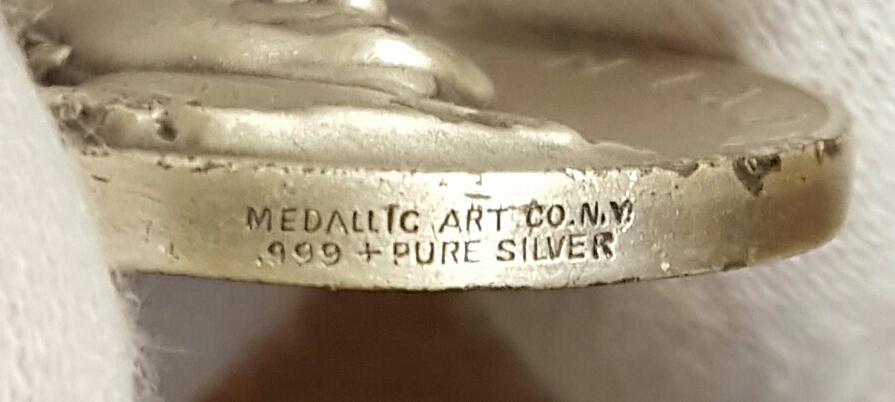 MEDALLIC ART CO.N.Y.
.999 + PURE SILVER